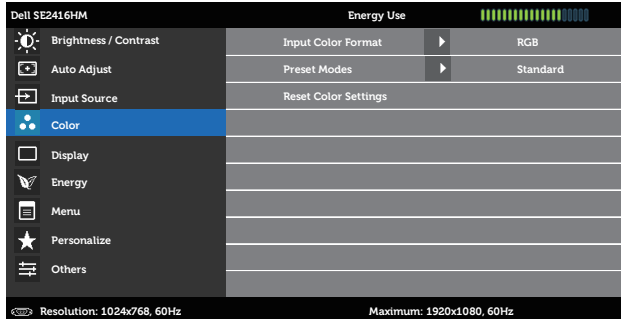 Dell SE2416HM Energy Use
Brightness / Contrast Input Color Format RGB
Auto Adjust Preset Modes Standard
Input Source Reset Color Settings
Color
Display
Energy
Menu
Personalize
Others
Resolution: 1024x768, 60Hz Maximum: 1920x1080, 60Hz